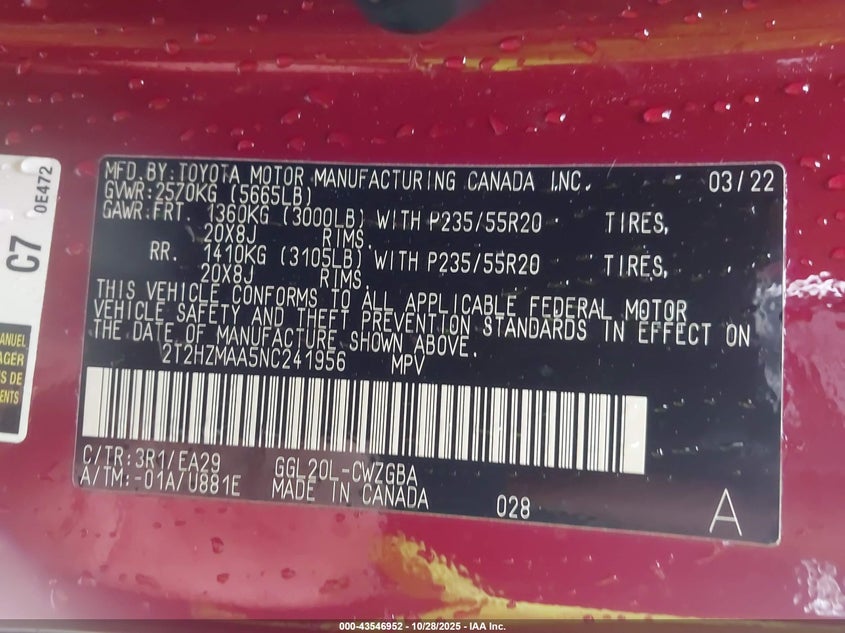 MFD.BY:TOYOTA MOTOR MANUFACTURING CANADA INC. 03/22
GVWR:2570KG (5665LB)
GAWR:FRT. 1360KG (3000LB) WITH P235/55R20 TIRES,
20X8J RIMS.
RR. 1410KG (3105LB) WITH P235/55R20 TIRES,
20X8J RIMS.
THIS VEHICLE CONFORMS TO ALL APPLICABLE FEDERAL MOTOR
VEHICLE SAFETY AND THEFT PREVENTION STANDARDS IN EFFECT ON
THE DATE OF MANUFACTURE SHOWN ABOVE.
2T2HZMAA5NC241956 MPV
C/TR:3R1/EA29 GGL20L-CWZGBA
A/TM:-01A/U881E MADE IN CANADA 028 A
0E472
C7
MANUEL
DE
000-43546952 - 10/28/2025 - IAA Inc.